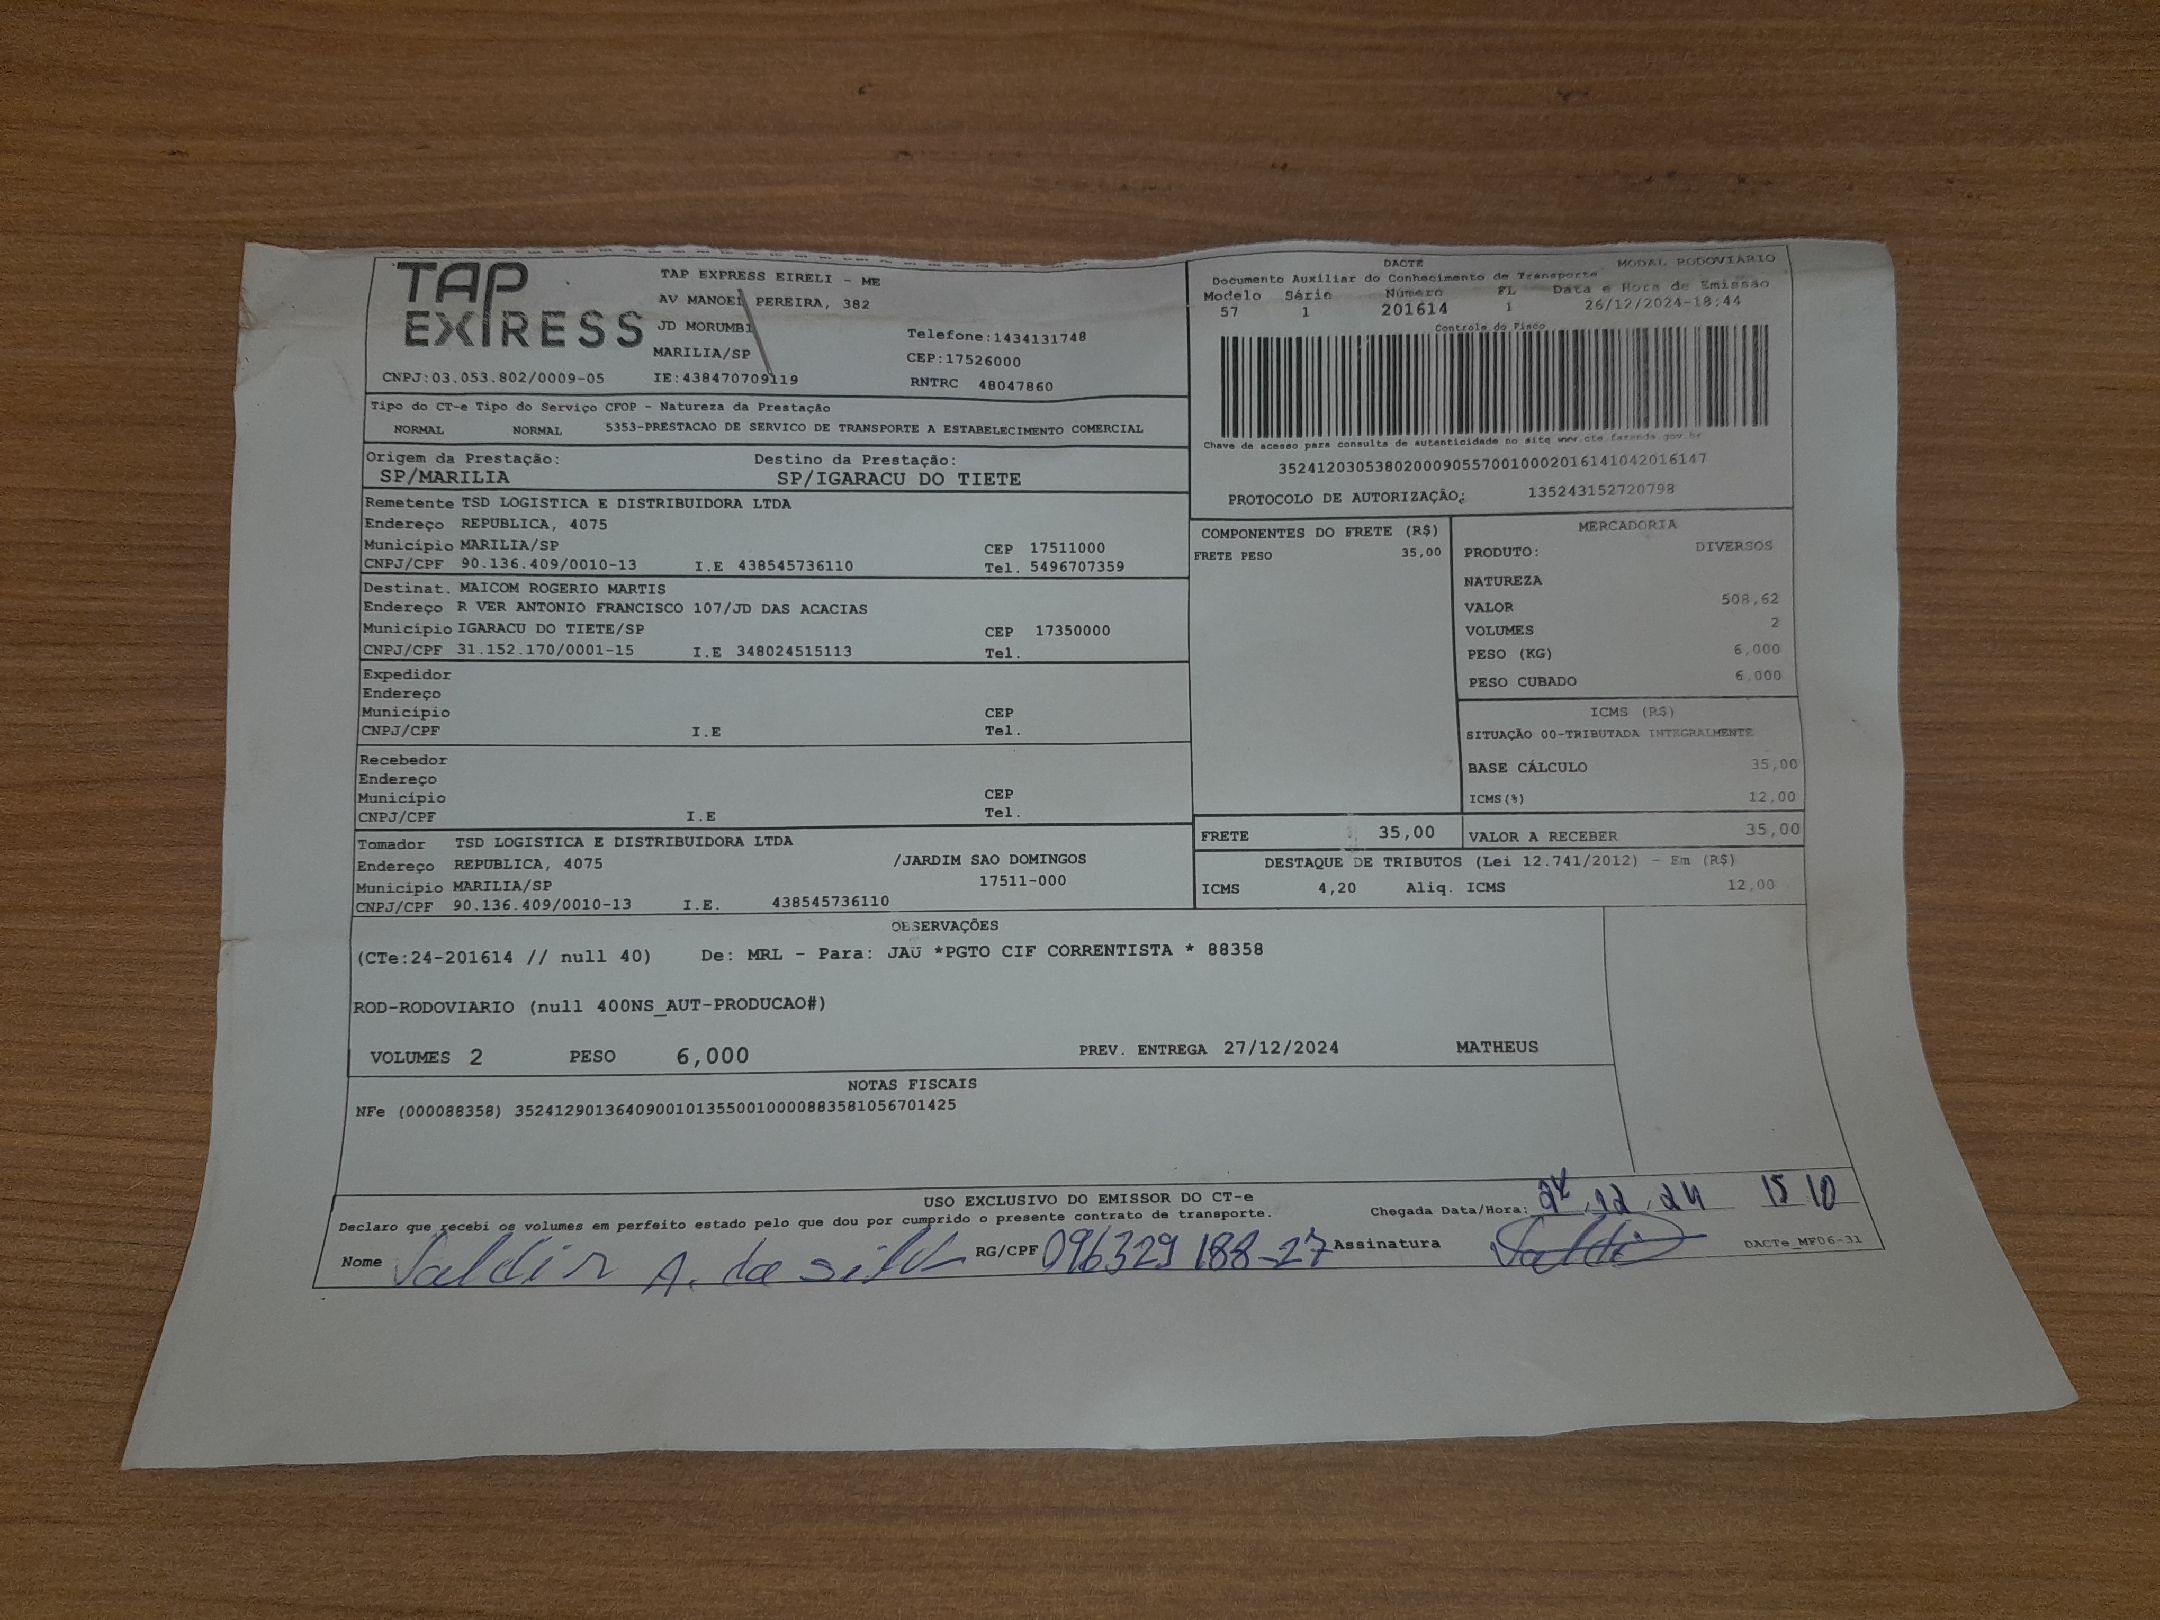 TAP
EXPRESS
TAP EXPRESS EIRELI - ME
AV MANOEL PEREIRA, 382
JD MORUMBI
MARILIA/SP
Telefone:1434131748
CEP:17526000
CNPJ:03.053.802/0009-05 IE:438470709119 RNTRC 48047860
DACTE MODAL RODOVIÁRIO
Documento Auxiliar do Conhecimento de Transporte
Modelo Série Número FL Data e Hora de Emissão
57 1 201614 1 26/12/2024-18:44
Controle do Fisco
Chave de acesso para consulta de autenticidade no site www.cte.fazenda.gov.br
35241203053802000905570010002016141042016147
PROTOCOLO DE AUTORIZAÇÃO: 135243152720798
Tipo do CT-e Tipo do Serviço CFOP - Natureza da Prestação
NORMAL NORMAL 5353-PRESTACAO DE SERVICO DE TRANSPORTE A ESTABELECIMENTO COMERCIAL
Origem da Prestação: Destino da Prestação:
SP/MARILIA SP/IGARACU DO TIETE
Remetente TSD LOGISTICA E DISTRIBUIDORA LTDA
Endereço REPUBLICA, 4075
Município MARILIA/SP CEP 17511000
CNPJ/CPF 90.136.409/0010-13 I.E 438545736110 Tel. 5496707359
Destinat. MAICOM ROGERIO MARTIS
Endereço R VER ANTONIO FRANCISCO 107/JD DAS ACACIAS
Município IGARACU DO TIETE/SP CEP 17350000
CNPJ/CPF 31.152.170/0001-15 I.E 348024515113 Tel.
Expedidor
Endereço
Município CEP
CNPJ/CPF I.E Tel.
Recebedor
Endereço
Município CEP
CNPJ/CPF I.E Tel.
Tomador TSD LOGISTICA E DISTRIBUIDORA LTDA
Endereço REPUBLICA, 4075 /JARDIM SAO DOMINGOS
Município MARILIA/SP 17511-000
CNPJ/CPF 90.136.409/0010-13 I.E. 438545736110
COMPONENTES DO FRETE (R$)
FRETE PESO 35,00
MERCADORIA
PRODUTO: DIVERSOS
NATUREZA
VALOR 508,62
VOLUMES 2
PESO (KG) 6,000
PESO CUBADO 6,000
ICMS (R$)
SITUAÇÃO 00-TRIBUTADA INTEGRALMENTE
BASE CÁLCULO 35,00
ICMS(%) 12,00
FRETE 35,00 VALOR A RECEBER 35,00
DESTAQUE DE TRIBUTOS (Lei 12.741/2012) - Em (R$)
ICMS 4,20 Aliq. ICMS 12,00
OBSERVAÇÕES
(CTe:24-201614 // null 40) De: MRL - Para: JAU *PGTO CIF CORRENTISTA * 88358
ROD-RODOVIARIO (null 400NS_AUT-PRODUCAO#)
VOLUMES 2 PESO 6,000 PREV. ENTREGA 27/12/2024 MATHEUS
NOTAS FISCAIS
NFe (000088358) 35241290136409001013550010000883581056701425
USO EXCLUSIVO DO EMISSOR DO CT-e
Declaro que recebi os volumes em perfeito estado pelo que dou por cumprido o presente contrato de transporte.
Chegada Data/Hora: 27 12 24 15 10
Nome Valdir A. da silva RG/CPF 096329188-27 Assinatura Valdir DACTe_MF06-31